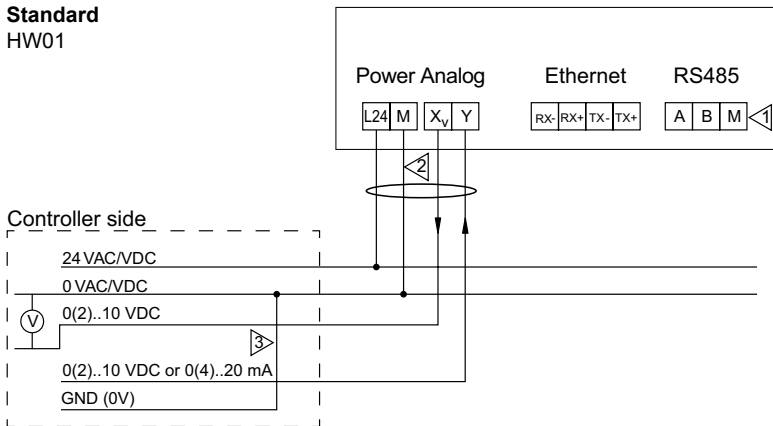 Standard
HW01
Power Analog Ethernet RS485
L24 M Xv Y RX- RX+ TX- TX+ A B M 1
2
Controller side
24 VAC/VDC
0 VAC/VDC
0(2)..10 VDC
V
3
0(2)..10 VDC or 0(4)..20 mA
GND (0V)